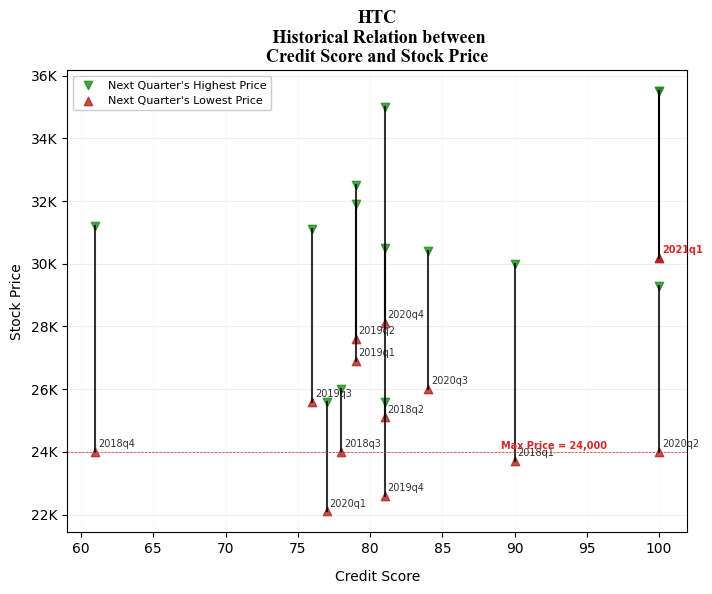 HTC
Historical Relation between
Credit Score and Stock Price
Next Quarter's Highest Price
Next Quarter's Lowest Price
Stock Price
36K
34K
32K
30K
28K
26K
24K
22K
2021q1
2020q4
2019q2
2019q1
2020q3
2019q3
2018q2
2018q4
2018q3
Max Price = 24,000
2018q1
2020q2
2019q4
2020q1
60
65
70
75
80
85
90
95
100
Credit Score